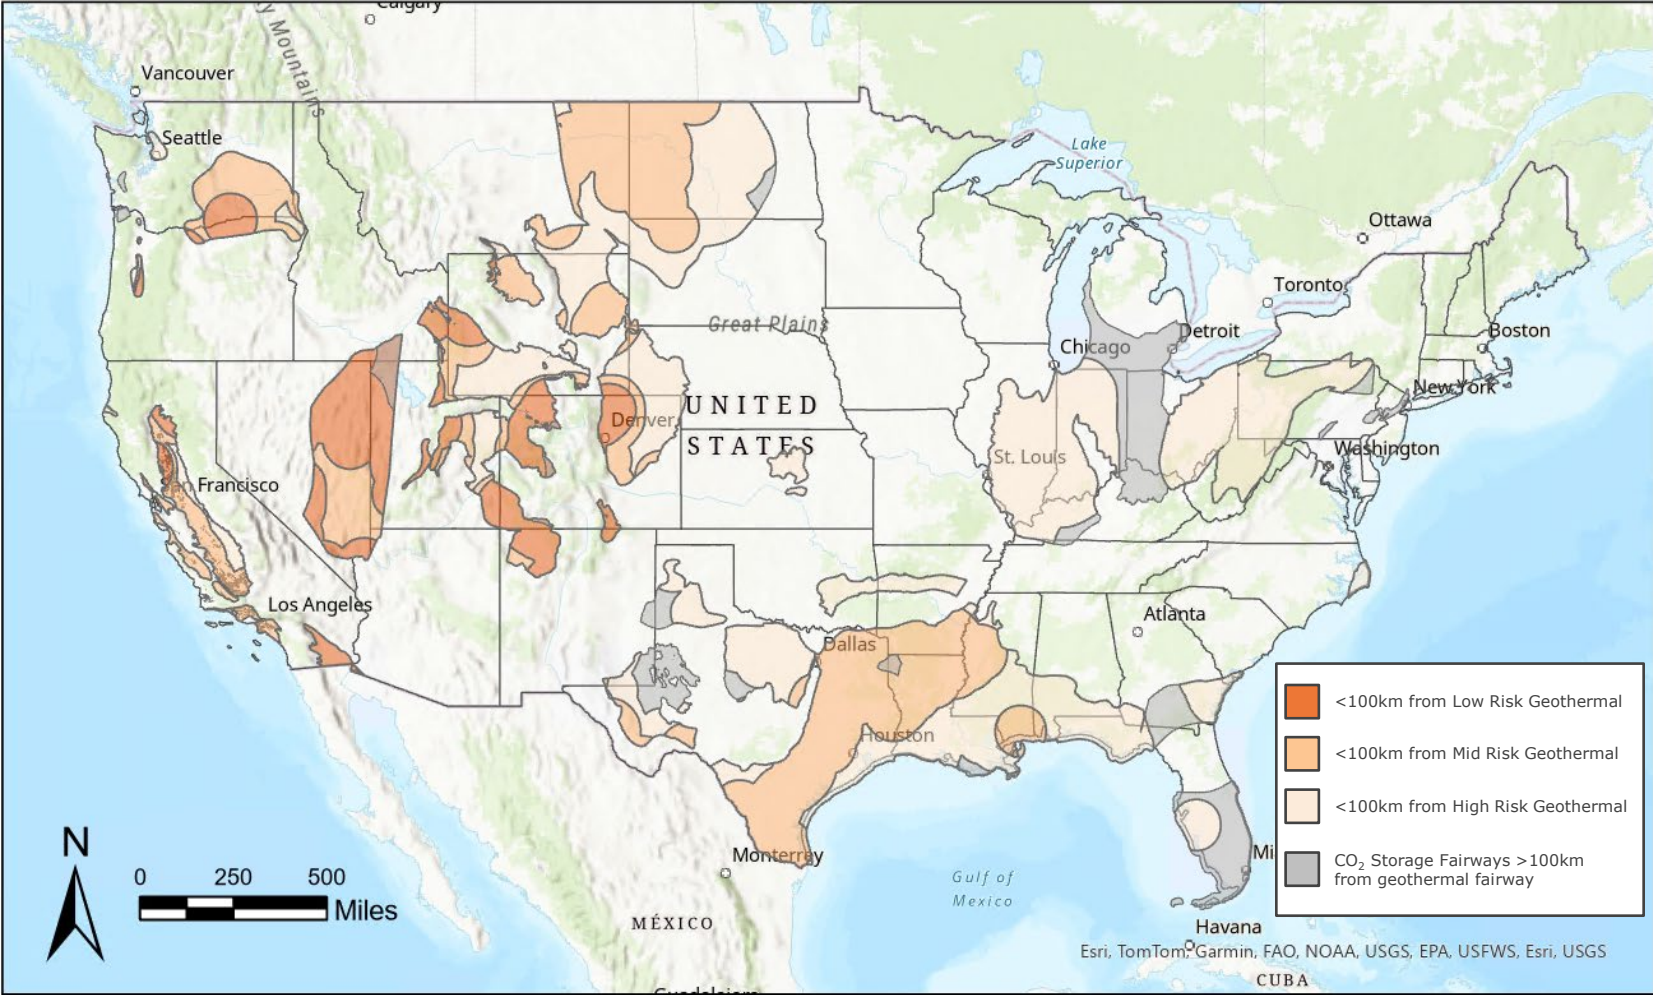 Calgary
y Mountains
Vancouver
Seattle
Lake
Superior
Ottawa
Toronto
Great Plains
Detroit
Boston
Chicago
New York
UNITED
Denver
STATES
Washington
St. Louis
San Francisco
Los Angeles
Atlanta
Dallas
Houston
<100km from Low Risk Geothermal
<100km from Mid Risk Geothermal
<100km from High Risk Geothermal
CO₂ Storage Fairways >100km
from geothermal fairway
N
0 250 500
Miles
Monterrey
Mi
Gulf of
Mexico
MÉXICO
Havana
Esri, TomTom, Garmin, FAO, NOAA, USGS, EPA, USFWS, Esri, USGS
CUBA
Guadalajara